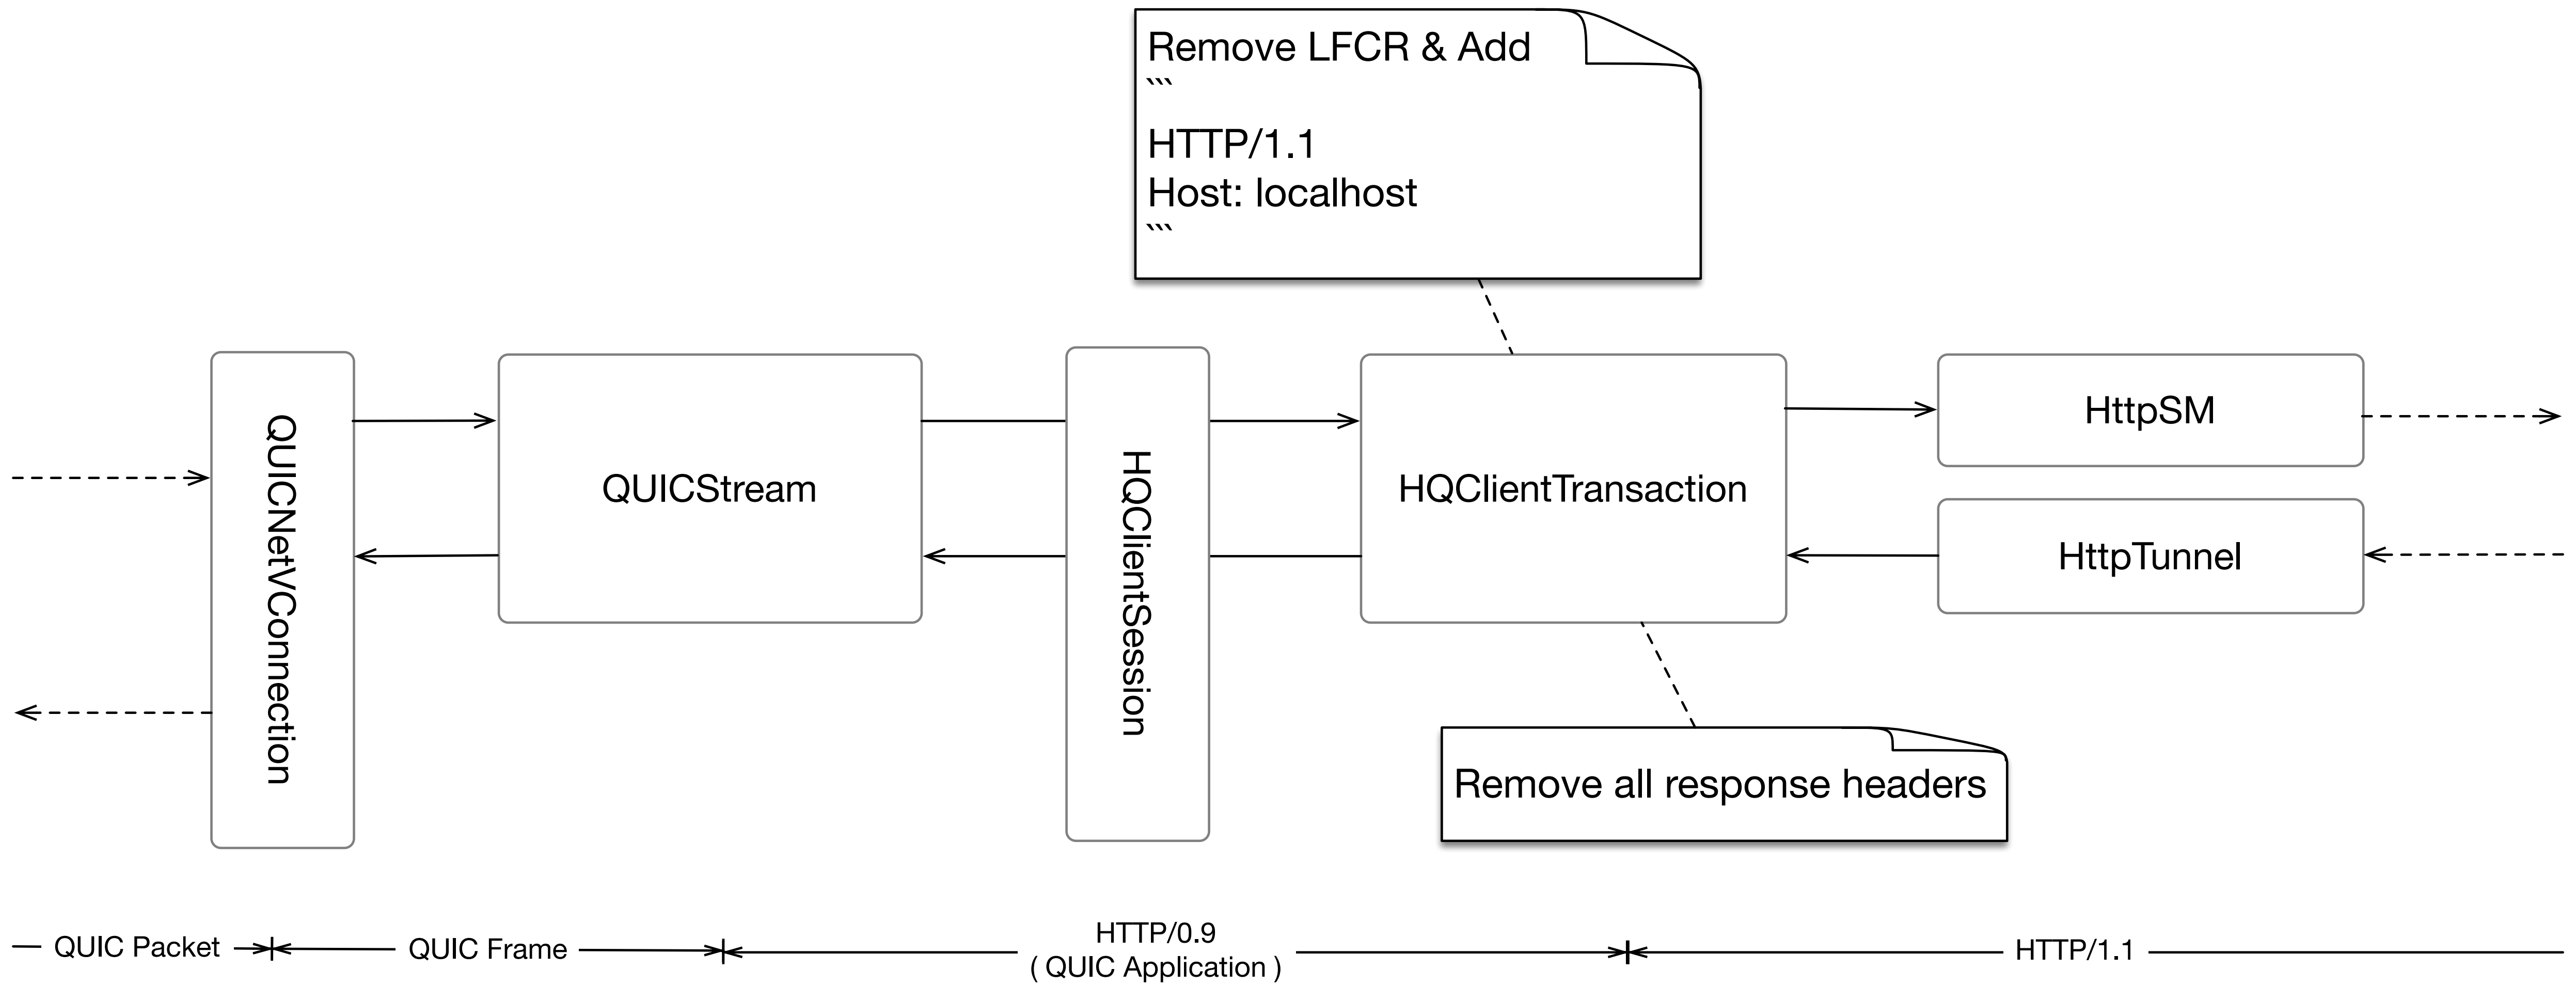 Remove LFCR & Add
```
HTTP/1.1
Host: localhost
```
QUICNetVConnection
QUICStream
HQClientSession
HQClientTransaction
HttpSM
HttpTunnel
Remove all response headers
QUIC Packet
QUIC Frame
HTTP/0.9
( QUIC Application )
HTTP/1.1